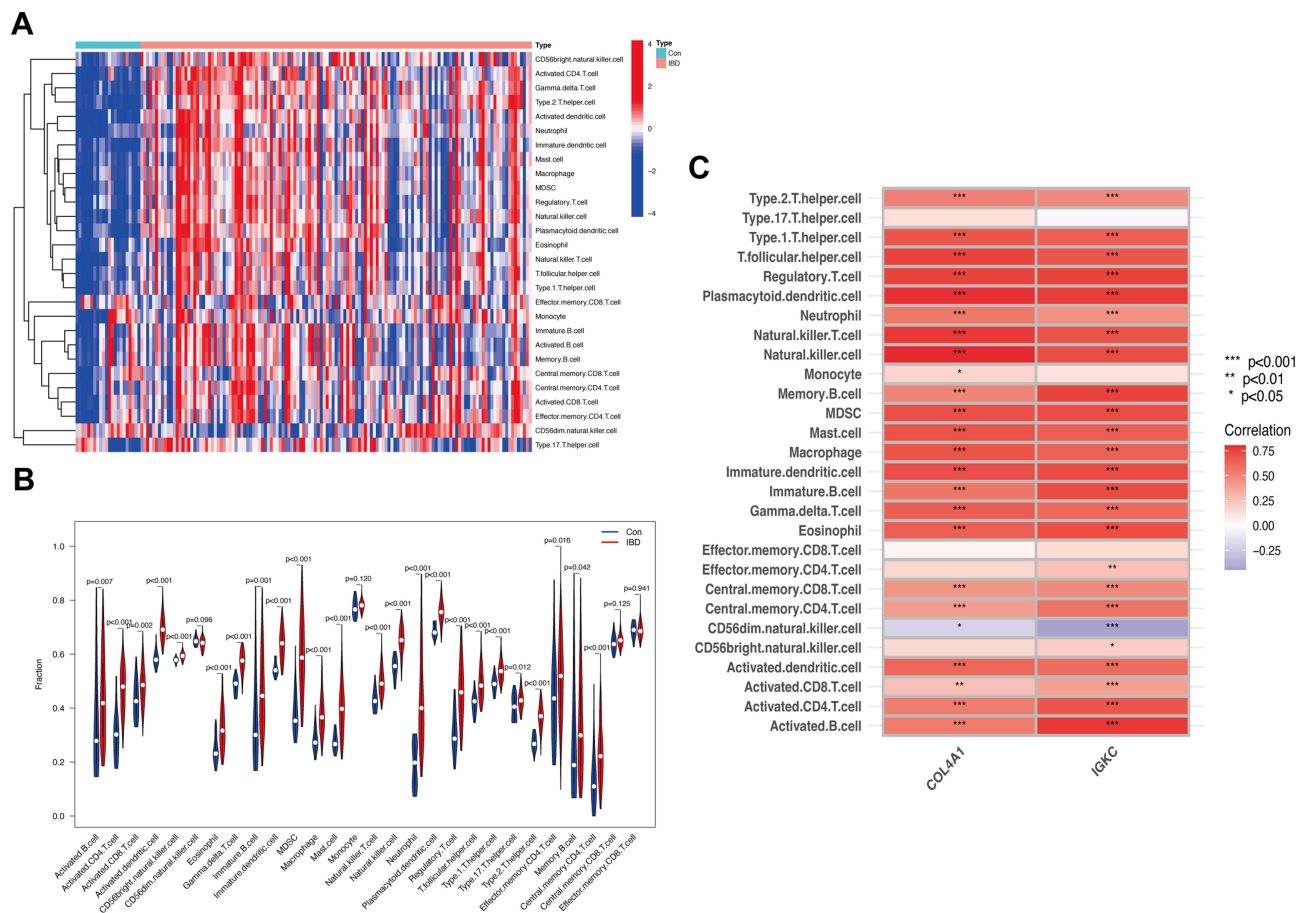 A
Type
4
2
0
−2
−4
Type
Con
IBD
CD56bright.natural.killer.cell
Activated.CD4.T.cell
Gamma.delta.T.cell
Type.2.T.helper.cell
Activated.dendritic.cell
Neutrophil
Immature.dendritic.cell
Mast.cell
Macrophage
MDSC
Regulatory.T.cell
Natural.killer.cell
Plasmacytoid.dendritic.cell
Eosinophil
Natural.killer.T.cell
T.follicular.helper.cell
Type.1.T.helper.cell
Effector.memory.CD8.T.cell
Monocyte
Immature.B.cell
Activated.B.cell
Memory.B.cell
Central.memory.CD8.T.cell
Central.memory.CD4.T.cell
Activated.CD8.T.cell
Effector.memory.CD4.T.cell
CD56dim.natural.killer.cell
Type.17.T.helper.cell
B
Fraction
1.0
0.8
0.6
0.4
0.2
0.0
Con
IBD
p=0.007
p<0.001
p=0.002
p<0.001
p<0.001
p=0.096
p<0.001
p<0.001
p=0.001
p<0.001
p<0.001
p<0.001
p<0.001
p=0.120
p<0.001
p<0.001
p<0.001
p<0.001
p<0.001
p<0.001
p<0.001
p=0.012
p<0.001
p=0.016
p=0.042
p<0.001
p=0.125
p=0.941
Activated.B.cell
Activated.CD4.T.cell
Activated.CD8.T.cell
Activated.dendritic.cell
CD56bright.natural.killer.cell
CD56dim.natural.killer.cell
Eosinophil
Gamma.delta.T.cell
Immature.B.cell
Immature.dendritic.cell
MDSC
Macrophage
Mast.cell
Monocyte
Natural.killer.T.cell
Natural.killer.cell
Neutrophil
Plasmacytoid.dendritic.cell
Regulatory.T.cell
T.follicular.helper.cell
Type.1.T.helper.cell
Type.17.T.helper.cell
Type.2.T.helper.cell
Effector.memory.CD4.T.cell
Memory.B.cell
Central.memory.CD4.T.cell
Central.memory.CD8.T.cell
Effector.memory.CD8.T.cell
C
Type.2.T.helper.cell *** ***
Type.17.T.helper.cell
Type.1.T.helper.cell *** ***
T.follicular.helper.cell *** ***
Regulatory.T.cell *** ***
Plasmacytoid.dendritic.cell *** ***
Neutrophil *** ***
Natural.killer.T.cell *** ***
Natural.killer.cell *** ***
Monocyte *
Memory.B.cell *** ***
MDSC *** ***
Mast.cell *** ***
Macrophage *** ***
Immature.dendritic.cell *** ***
Immature.B.cell *** ***
Gamma.delta.T.cell *** ***
Eosinophil *** ***
Effector.memory.CD8.T.cell
Effector.memory.CD4.T.cell **
Central.memory.CD8.T.cell *** ***
Central.memory.CD4.T.cell *** ***
CD56dim.natural.killer.cell * ***
CD56bright.natural.killer.cell *
Activated.dendritic.cell *** ***
Activated.CD8.T.cell ** ***
Activated.CD4.T.cell *** ***
Activated.B.cell *** ***
COL4A1
IGKC
*** p<0.001
** p<0.01
* p<0.05
Correlation
0.75
0.50
0.25
0.00
−0.25